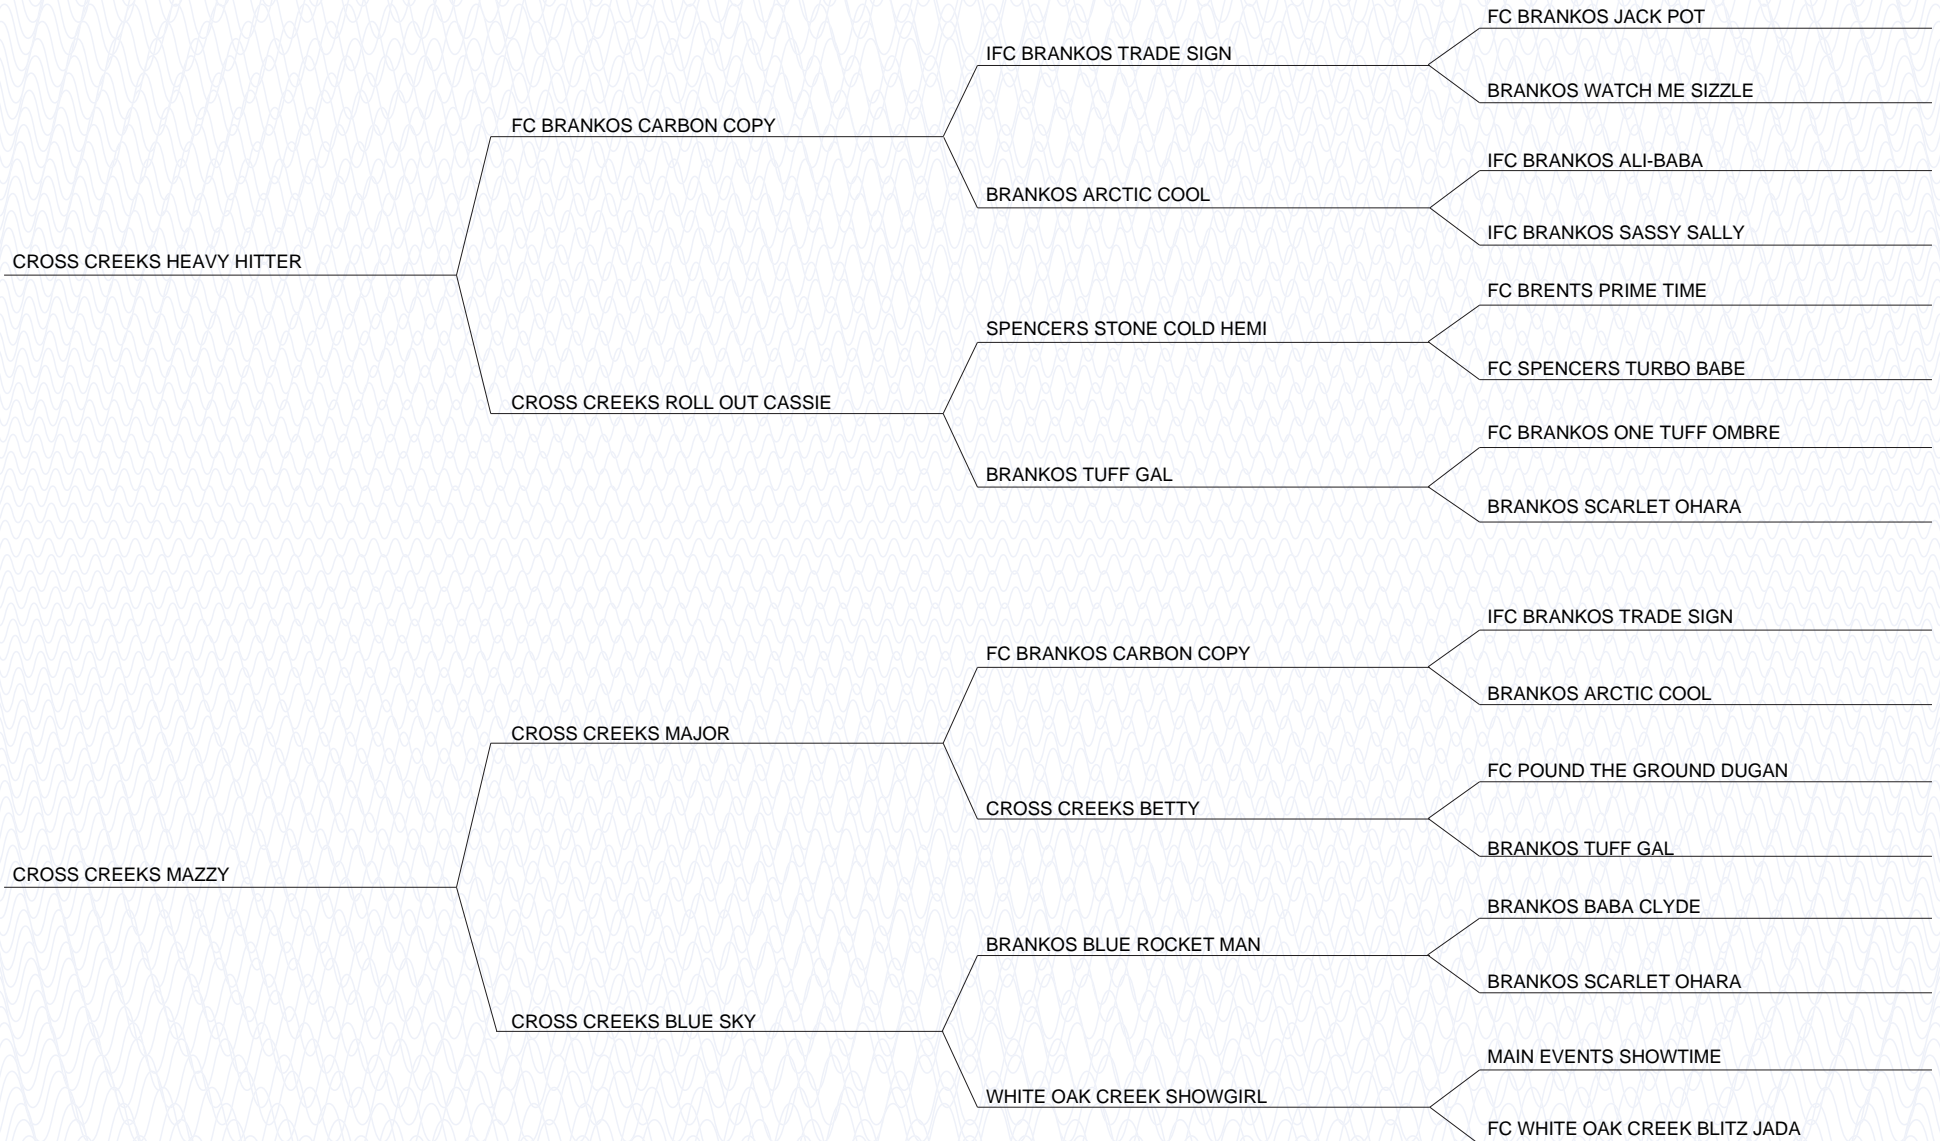 FC BRANKOS JACK POT
IFC BRANKOS TRADE SIGN
BRANKOS WATCH ME SIZZLE
FC BRANKOS CARBON COPY
IFC BRANKOS ALI-BABA
BRANKOS ARCTIC COOL
IFC BRANKOS SASSY SALLY
CROSS CREEKS HEAVY HITTER
FC BRENTS PRIME TIME
SPENCERS STONE COLD HEMI
FC SPENCERS TURBO BABE
CROSS CREEKS ROLL OUT CASSIE
FC BRANKOS ONE TUFF OMBRE
BRANKOS TUFF GAL
BRANKOS SCARLET OHARA
IFC BRANKOS TRADE SIGN
FC BRANKOS CARBON COPY
BRANKOS ARCTIC COOL
CROSS CREEKS MAJOR
FC POUND THE GROUND DUGAN
CROSS CREEKS BETTY
BRANKOS TUFF GAL
CROSS CREEKS MAZZY
BRANKOS BABA CLYDE
BRANKOS BLUE ROCKET MAN
BRANKOS SCARLET OHARA
CROSS CREEKS BLUE SKY
MAIN EVENTS SHOWTIME
WHITE OAK CREEK SHOWGIRL
FC WHITE OAK CREEK BLITZ JADA